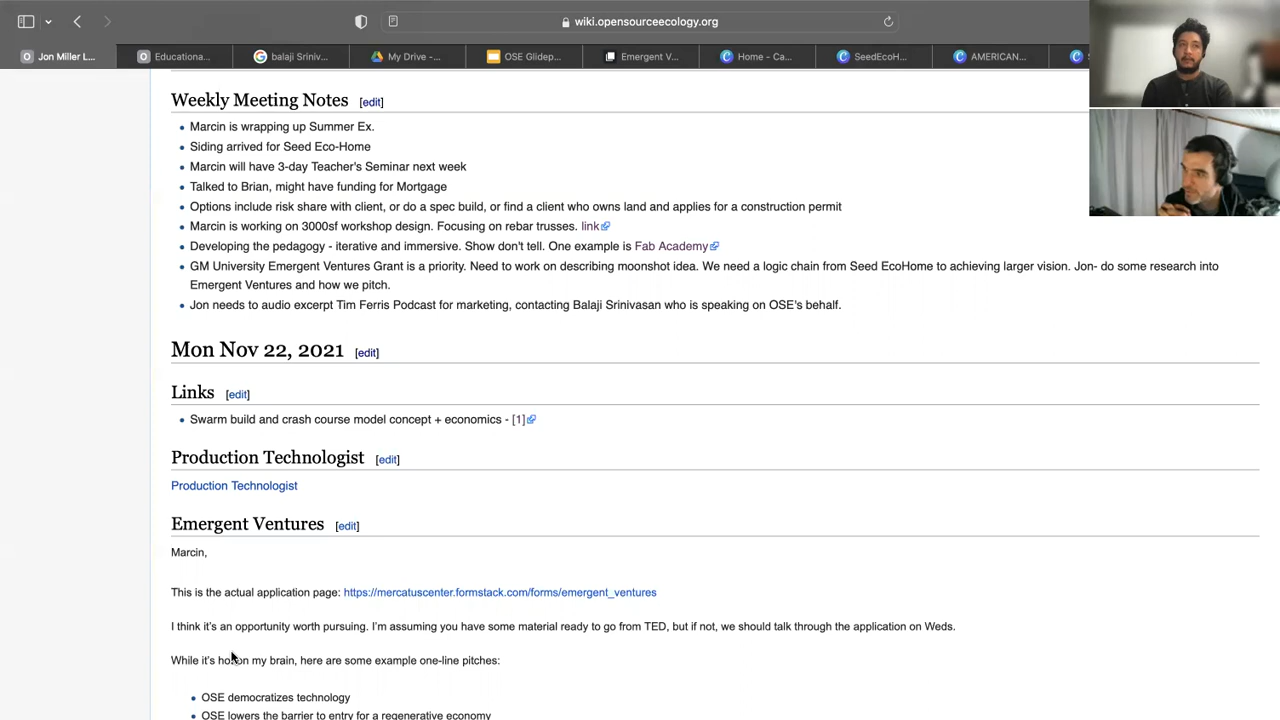 wiki.opensourceecology.org
Jon Miller L...
Educationa...
balaji Sriniv...
My Drive -...
OSE Glidep...
Emergent V...
Home - Ca...
SeedEcoH...
AMERICAN...
Weekly Meeting Notes [edit]
Marcin is wrapping up Summer Ex.
Siding arrived for Seed Eco-Home
Marcin will have 3-day Teacher's Seminar next week
Talked to Brian, might have funding for Mortgage
Options include risk share with client, or do a spec build, or find a client who owns land and applies for a construction permit
Marcin is working on 3000sf workshop design. Focusing on rebar trusses. link
Developing the pedagogy - iterative and immersive. Show don't tell. One example is Fab Academy
GM University Emergent Ventures Grant is a priority. Need to work on describing moonshot idea. We need a logic chain from Seed EcoHome to achieving larger vision. Jon- do some research into
Emergent Ventures and how we pitch.
Jon needs to audio excerpt Tim Ferris Podcast for marketing, contacting Balaji Srinivasan who is speaking on OSE's behalf.
Mon Nov 22, 2021 [edit]
Links [edit]
Swarm build and crash course model concept + economics - [1]
Production Technologist [edit]
Production Technologist
Emergent Ventures [edit]
Marcin,
This is the actual application page: https://mercatuscenter.formstack.com/forms/emergent_ventures
I think it's an opportunity worth pursuing. I'm assuming you have some material ready to go from TED, but if not, we should talk through the application on Weds.
While it's on my brain, here are some example one-line pitches:
OSE democratizes technology
OSE lowers the barrier to entry for a regenerative economy